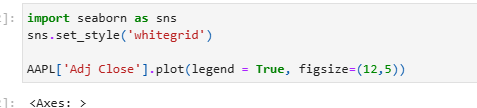 ]:
import seaborn as sns
sns.set_style('whitegrid')
AAPL['Adj Close'].plot(legend = True, figsize=(12,5))
]:
<Axes: >